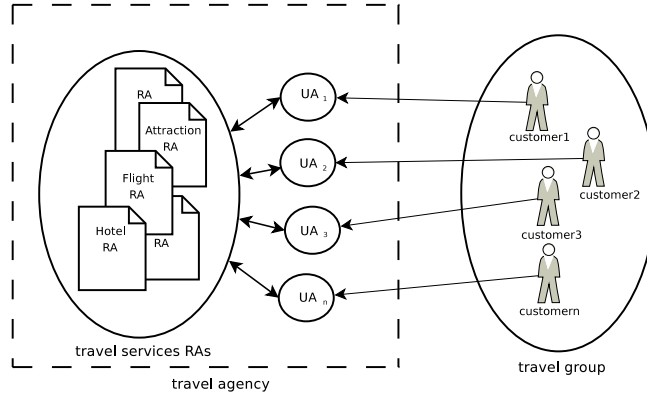 RA
Attraction
RA
Flight
RA
Hotel
RA
RA
UA 1
UA 2
UA 3
UA n
customer1
customer2
customer3
customern
travel services RAs
travel agency
travel group